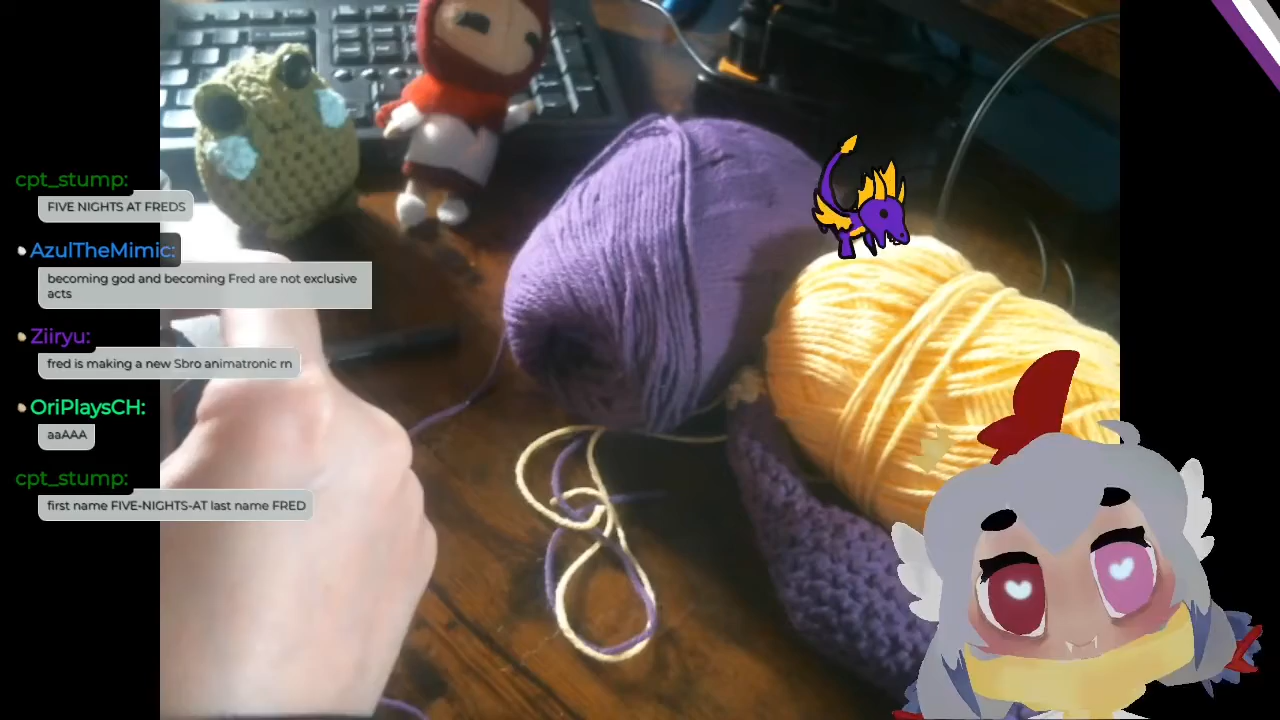 cpt_stump:
FIVE NIGHTS AT FREDS
AzulTheMimic:
becoming god and becoming Fred are not exclusive
acts
Ziiryu:
fred is making a new Sbro animatronic rn
OriPlaysCH:
aaAAA
cpt_stump:
first name FIVE-NIGHTS-AT last name FRED